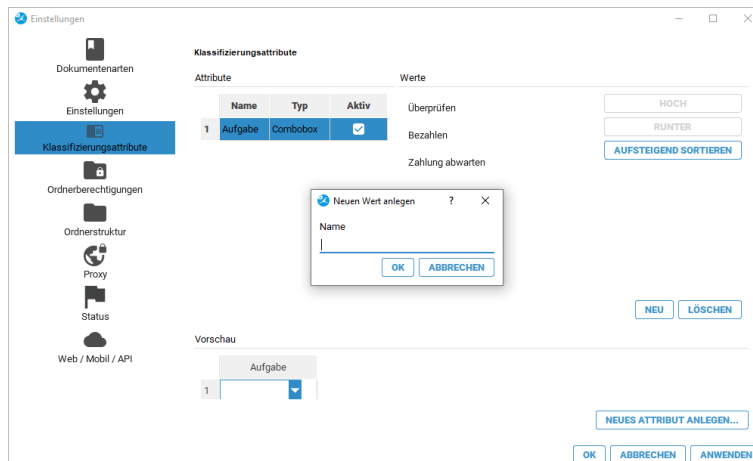 Einstellungen
Dokumentenarten
Einstellungen
Klassifizierungsattribute
Ordnerberechtigungen
Ordnerstruktur
Proxy
Status
Web / Mobil / API
Klassifizierungsattribute
Attribute
Name Typ Aktiv
1 Aufgabe Combobox
Werte
Überprüfen
Bezahlen
Zahlung abwarten
HOCH
RUNTER
AUFSTEIGEND SORTIEREN
Neuen Wert anlegen ?
Name
OK ABBRECHEN
NEU LÖSCHEN
Vorschau
Aufgabe
1
NEUES ATTRIBUT ANLEGEN...
OK ABBRECHEN ANWENDEN